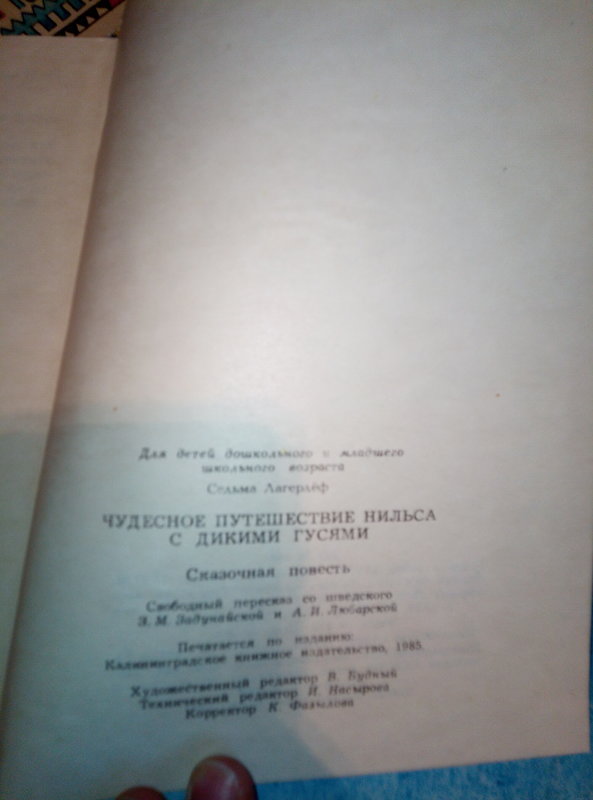 Для детей дошкольного и младшего
школьного возраста
Сельма Лагерлёф
ЧУДЕСНОЕ ПУТЕШЕСТВИЕ НИЛЬСА
С ДИКИМИ ГУСЯМИ
Сказочная повесть
Свободный пересказ со шведского
З. М. Задунайской и А. И. Любарской
Печатается по изданию:
Калининградское книжное издательство, 1985.
Художественный редактор В. Будный
Технический редактор И. Насырова
Корректор К. Фазылова